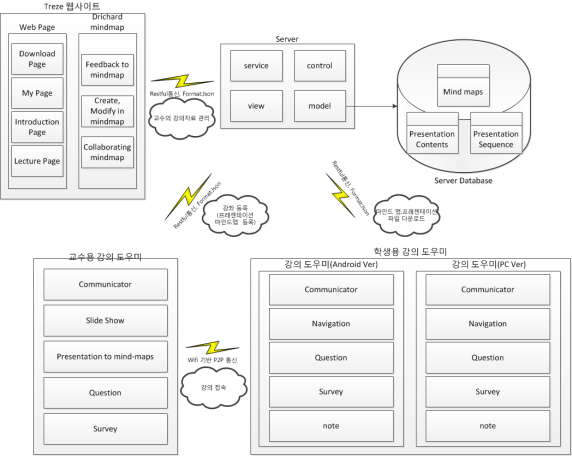 Treze 웹사이트
Web Page
Drichard
mindmap
Download
Page
My Page
Introduction
Page
Lecture Page
Feedback to
mindmap
Create,
Modify in
mindmap
Collaborating
mindmap
Restful통신, FormatJson
교수의 강의자료 관리
Server
service
control
view
model
Mind maps
Presentation
Contents
Presentation
Sequence
Server Database
Restful통신, FormatJson
강좌 등록
(프레젠테이션
마인드맵 등록)
Restful통신, FormatJson
마인드 맵,프레젠테이션
파일 다운로드
교수용 강의 도우미
Communicator
Slide Show
Presentation to mind-maps
Question
Survey
Wifi 기반 P2P 통신
강의 접속
학생용 강의 도우미
강의 도우미(Android Ver)
Communicator
Navigation
Question
Survey
note
강의 도우미(PC Ver)
Communicator
Navigation
Question
Survey
note